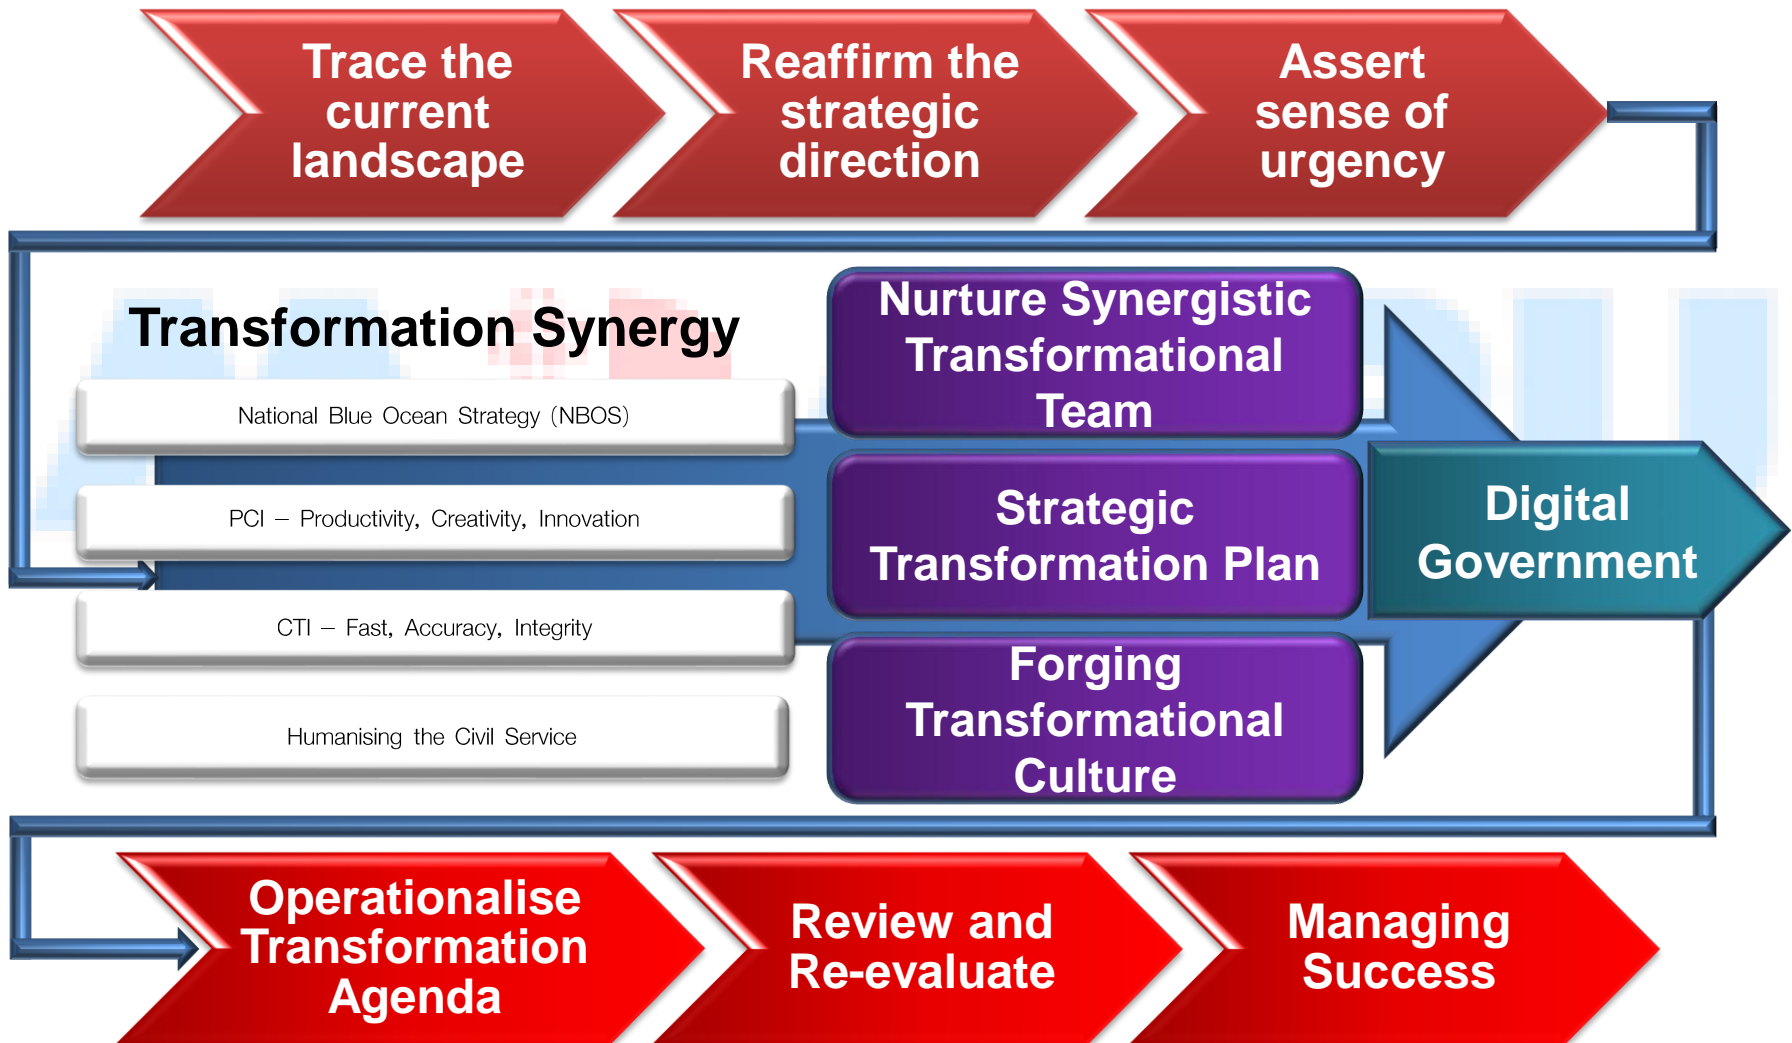 Trace the
current
landscape
Reaffirm the
strategic
direction
Assert
sense of
urgency
Transformation Synergy
National Blue Ocean Strategy (NBOS)
PCI – Productivity, Creativity, Innovation
CTI – Fast, Accuracy, Integrity
Humanising the Civil Service
Nurture Synergistic
Transformational
Team
Strategic
Transformation Plan
Forging
Transformational
Culture
Digital
Government
Operationalise
Transformation
Agenda
Review and
Re-evaluate
Managing
Success